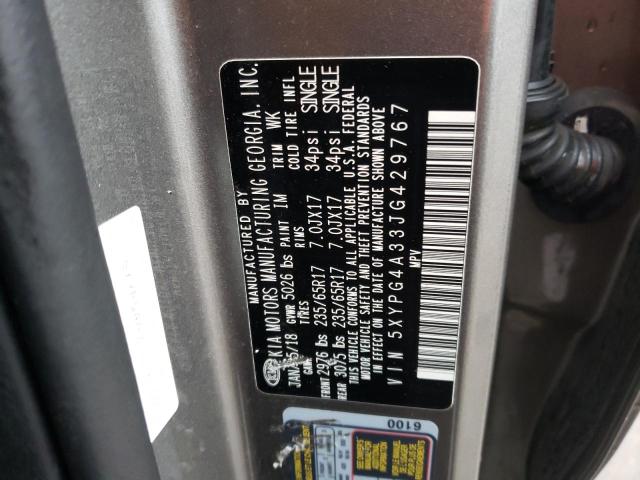 MANUFACTURED BY
KIA MOTORS MANUFACTURING GEORGIA, INC.
GVWR 5026 lbs PAINT IM TRIM WK
GAWR TIRES RIMS COLD TIRE INFL
FRONT 2976 lbs 235/65R17 7.0JX17 34psi SINGLE
REAR 3075 lbs 235/65R17 7.0JX17 34psi SINGLE
THIS VEHICLE CONFORMS TO ALL APPLICABLE U.S.A. FEDERAL
MOTOR VEHICLE SAFETY AND THEFT PREVENTION STANDARDS
IN EFFECT ON THE DATE OF MANUFACTURE SHOWN ABOVE
VIN 5XYPG4A33JG429767
MPV
6100